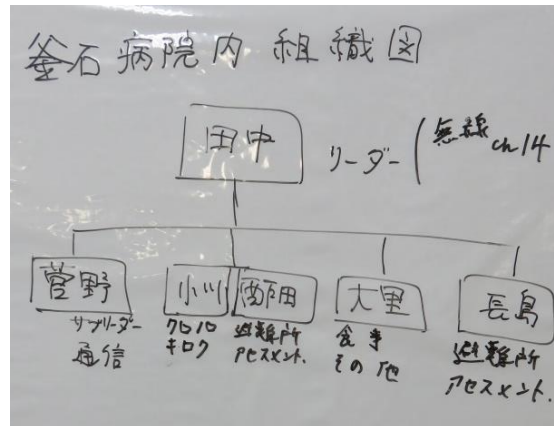 釜石病院内 組織図
田中
リーダー
無線
ch 14
菅野
サブリーダー
通信
小川
クロノロ
キロク
田
避難所
アセスメント.
大里
食事
その他
長島
避難所
アセスメント.